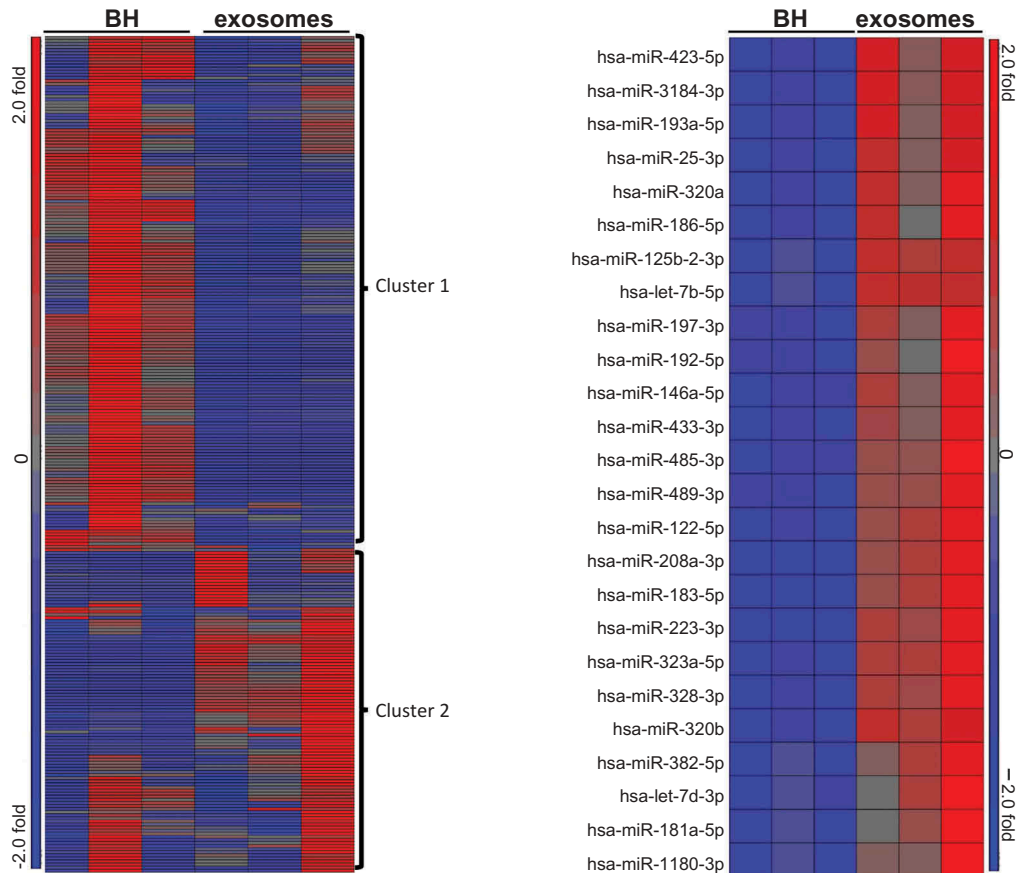 BH exosomes
2.0 fold
0
-2.0 fold
Cluster 1
Cluster 2
BH exosomes
hsa-miR-423-5p
hsa-miR-3184-3p
hsa-miR-193a-5p
hsa-miR-25-3p
hsa-miR-320a
hsa-miR-186-5p
hsa-miR-125b-2-3p
hsa-let-7b-5p
hsa-miR-197-3p
hsa-miR-192-5p
hsa-miR-146a-5p
hsa-miR-433-3p
hsa-miR-485-3p
hsa-miR-489-3p
hsa-miR-122-5p
hsa-miR-208a-3p
hsa-miR-183-5p
hsa-miR-223-3p
hsa-miR-323a-5p
hsa-miR-328-3p
hsa-miR-320b
hsa-miR-382-5p
hsa-let-7d-3p
hsa-miR-181a-5p
hsa-miR-1180-3p
2.0 fold
0
−2.0 fold